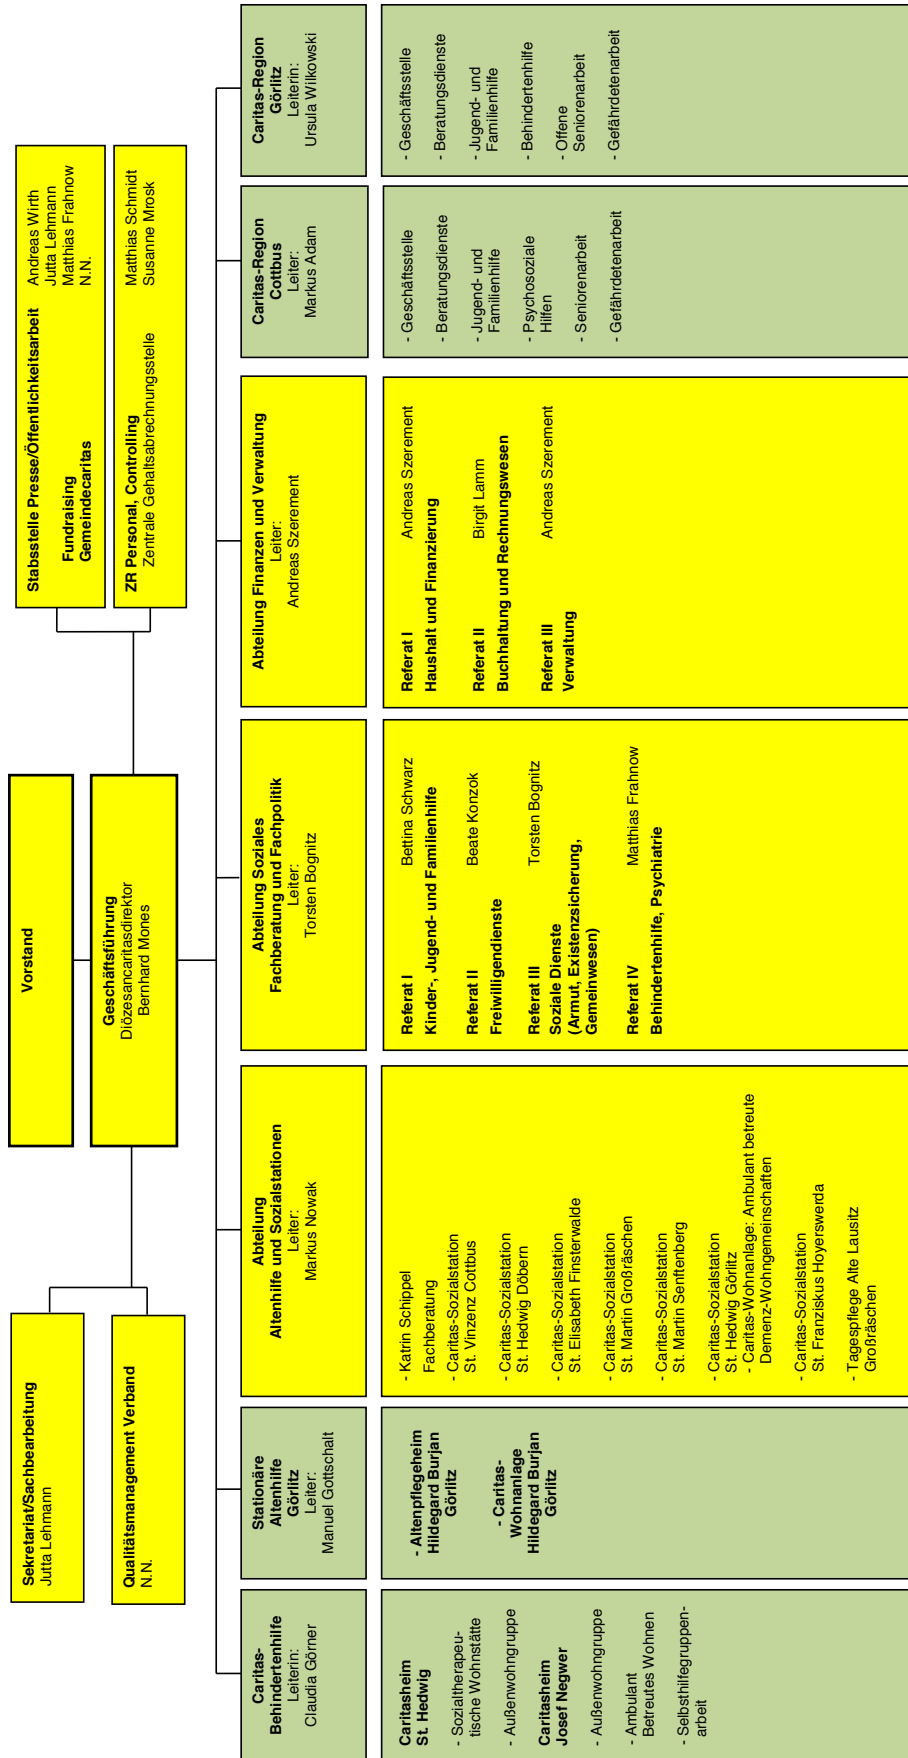 Vorstand
Geschäftsführung
Diözesancaritasdirektor
Bernhard Mones
Sekretariat/Sachbearbeitung
Jutta Lehmann
Qualitätsmanagement Verband
N.N.
Stabsstelle Presse/Öffentlichkeitsarbeit
Andreas Wirth
Jutta Lehmann
Fundraising
Matthias Frahnow
Gemeindecaritas
N.N.
ZR Personal, Controlling
Matthias Schmidt
Zentrale Gehaltsabrechnungsstelle
Susanne Mrosk
Caritas-
Behindertenhilfe
Leiterin:
Claudia Görner
Caritasheim
St. Hedwig
- Sozialtherapeu-
tische Wohnstätte
- Außenwohngruppe
Caritasheim
Josef Negwer
- Außenwohngruppe
- Ambulant
Betreutes Wohnen
- Selbsthilfegruppen-
arbeit
Stationäre
Altenhilfe
Görlitz
Leiter:
Manuel Gottschalt
- Altenpflegeheim
Hildegard Burjan
Görlitz
- Caritas-
Wohnanlage
Hildegard Burjan
Görlitz
Abteilung
Altenhilfe und Sozialstationen
Leiter:
Markus Nowak
- Katrin Schippel
Fachberatung
- Caritas-Sozialstation
St. Vinzenz Cottbus
- Caritas-Sozialstation
St. Hedwig Döbern
- Caritas-Sozialstation
St. Elisabeth Finsterwalde
- Caritas-Sozialstation
St. Martin Großräschen
- Caritas-Sozialstation
St. Martin Senftenberg
- Caritas-Sozialstation
St. Hedwig Görlitz
- Caritas-Wohnanlage: Ambulant betreute
Demenz-Wohngemeinschaften
- Caritas-Sozialstation
St. Franziskus Hoyerswerda
- Tagespflege Alte Lausitz
Großräschen
Abteilung Soziales
Fachberatung und Fachpolitik
Leiter:
Torsten Bognitz
Referat I
Bettina Schwarz
Kinder-, Jugend- und Familienhilfe
Referat II
Beate Konzok
Freiwilligendienste
Referat III
Torsten Bognitz
Soziale Dienste
(Armut, Existenzsicherung,
Gemeinwesen)
Referat IV
Matthias Frahnow
Behindertenhilfe, Psychiatrie
Abteilung Finanzen und Verwaltung
Leiter:
Andreas Szerement
Referat I
Andreas Szerement
Haushalt und Finanzierung
Referat II
Birgit Lamm
Buchhaltung und Rechnungswesen
Referat III
Andreas Szerement
Verwaltung
Caritas-Region
Cottbus
Leiter:
Markus Adam
- Geschäftsstelle
- Beratungsdienste
- Jugend- und
Familienhilfe
- Psychosoziale
Hilfen
- Seniorenarbeit
- Gefährdetenarbeit
Caritas-Region
Görlitz
Leiterin:
Ursula Wilkowski
- Geschäftsstelle
- Beratungsdienste
- Jugend- und
Familienhilfe
- Behindertenhilfe
- Offene
Seniorenarbeit
- Gefährdetenarbeit